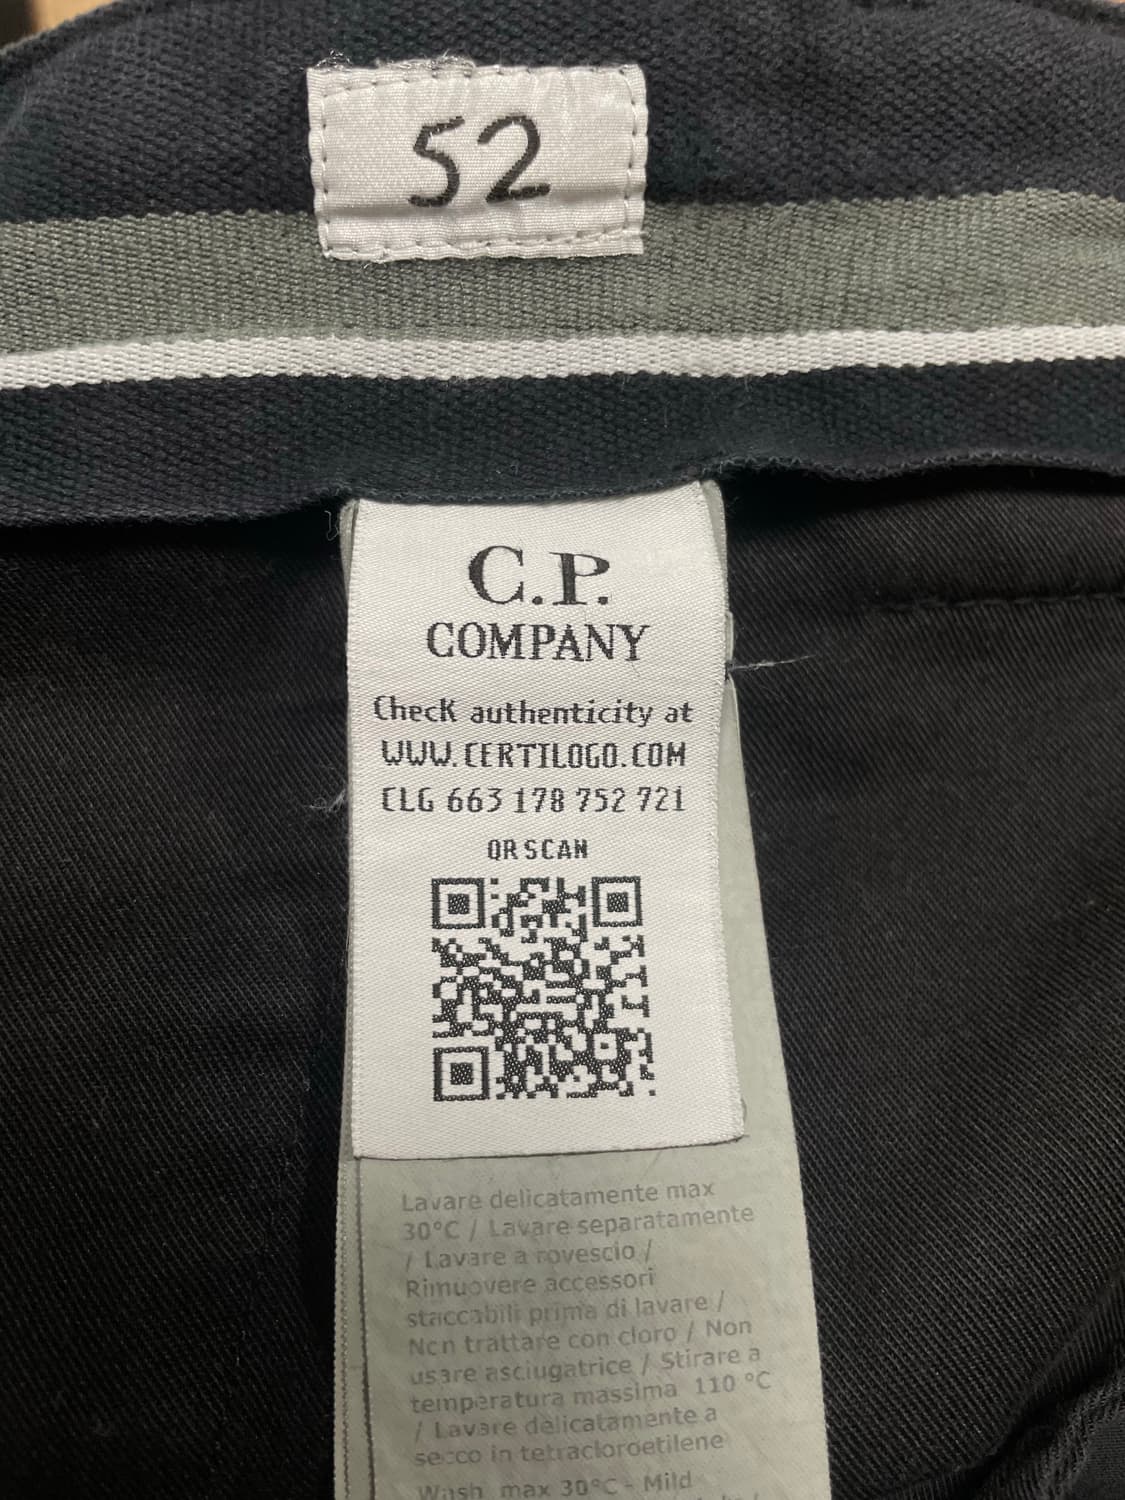 52
C.P.
COMPANY
Check authenticity at
WWW.CERTILOGO.COM
CLG 663 178 752 721
QR SCAN
Lavare delicatamente max
30°C / Lavare separatamente
/ Lavare a rovescio /
Rimuovere accessori
staccabili prima di lavare /
Non trattare con cloro / Non
usare asciugatrice / Stirare a
temperatura massima 110 °C
/ Lavare delicatamente a
secco in tetracloroetilene
Wash max 30°C - Mild